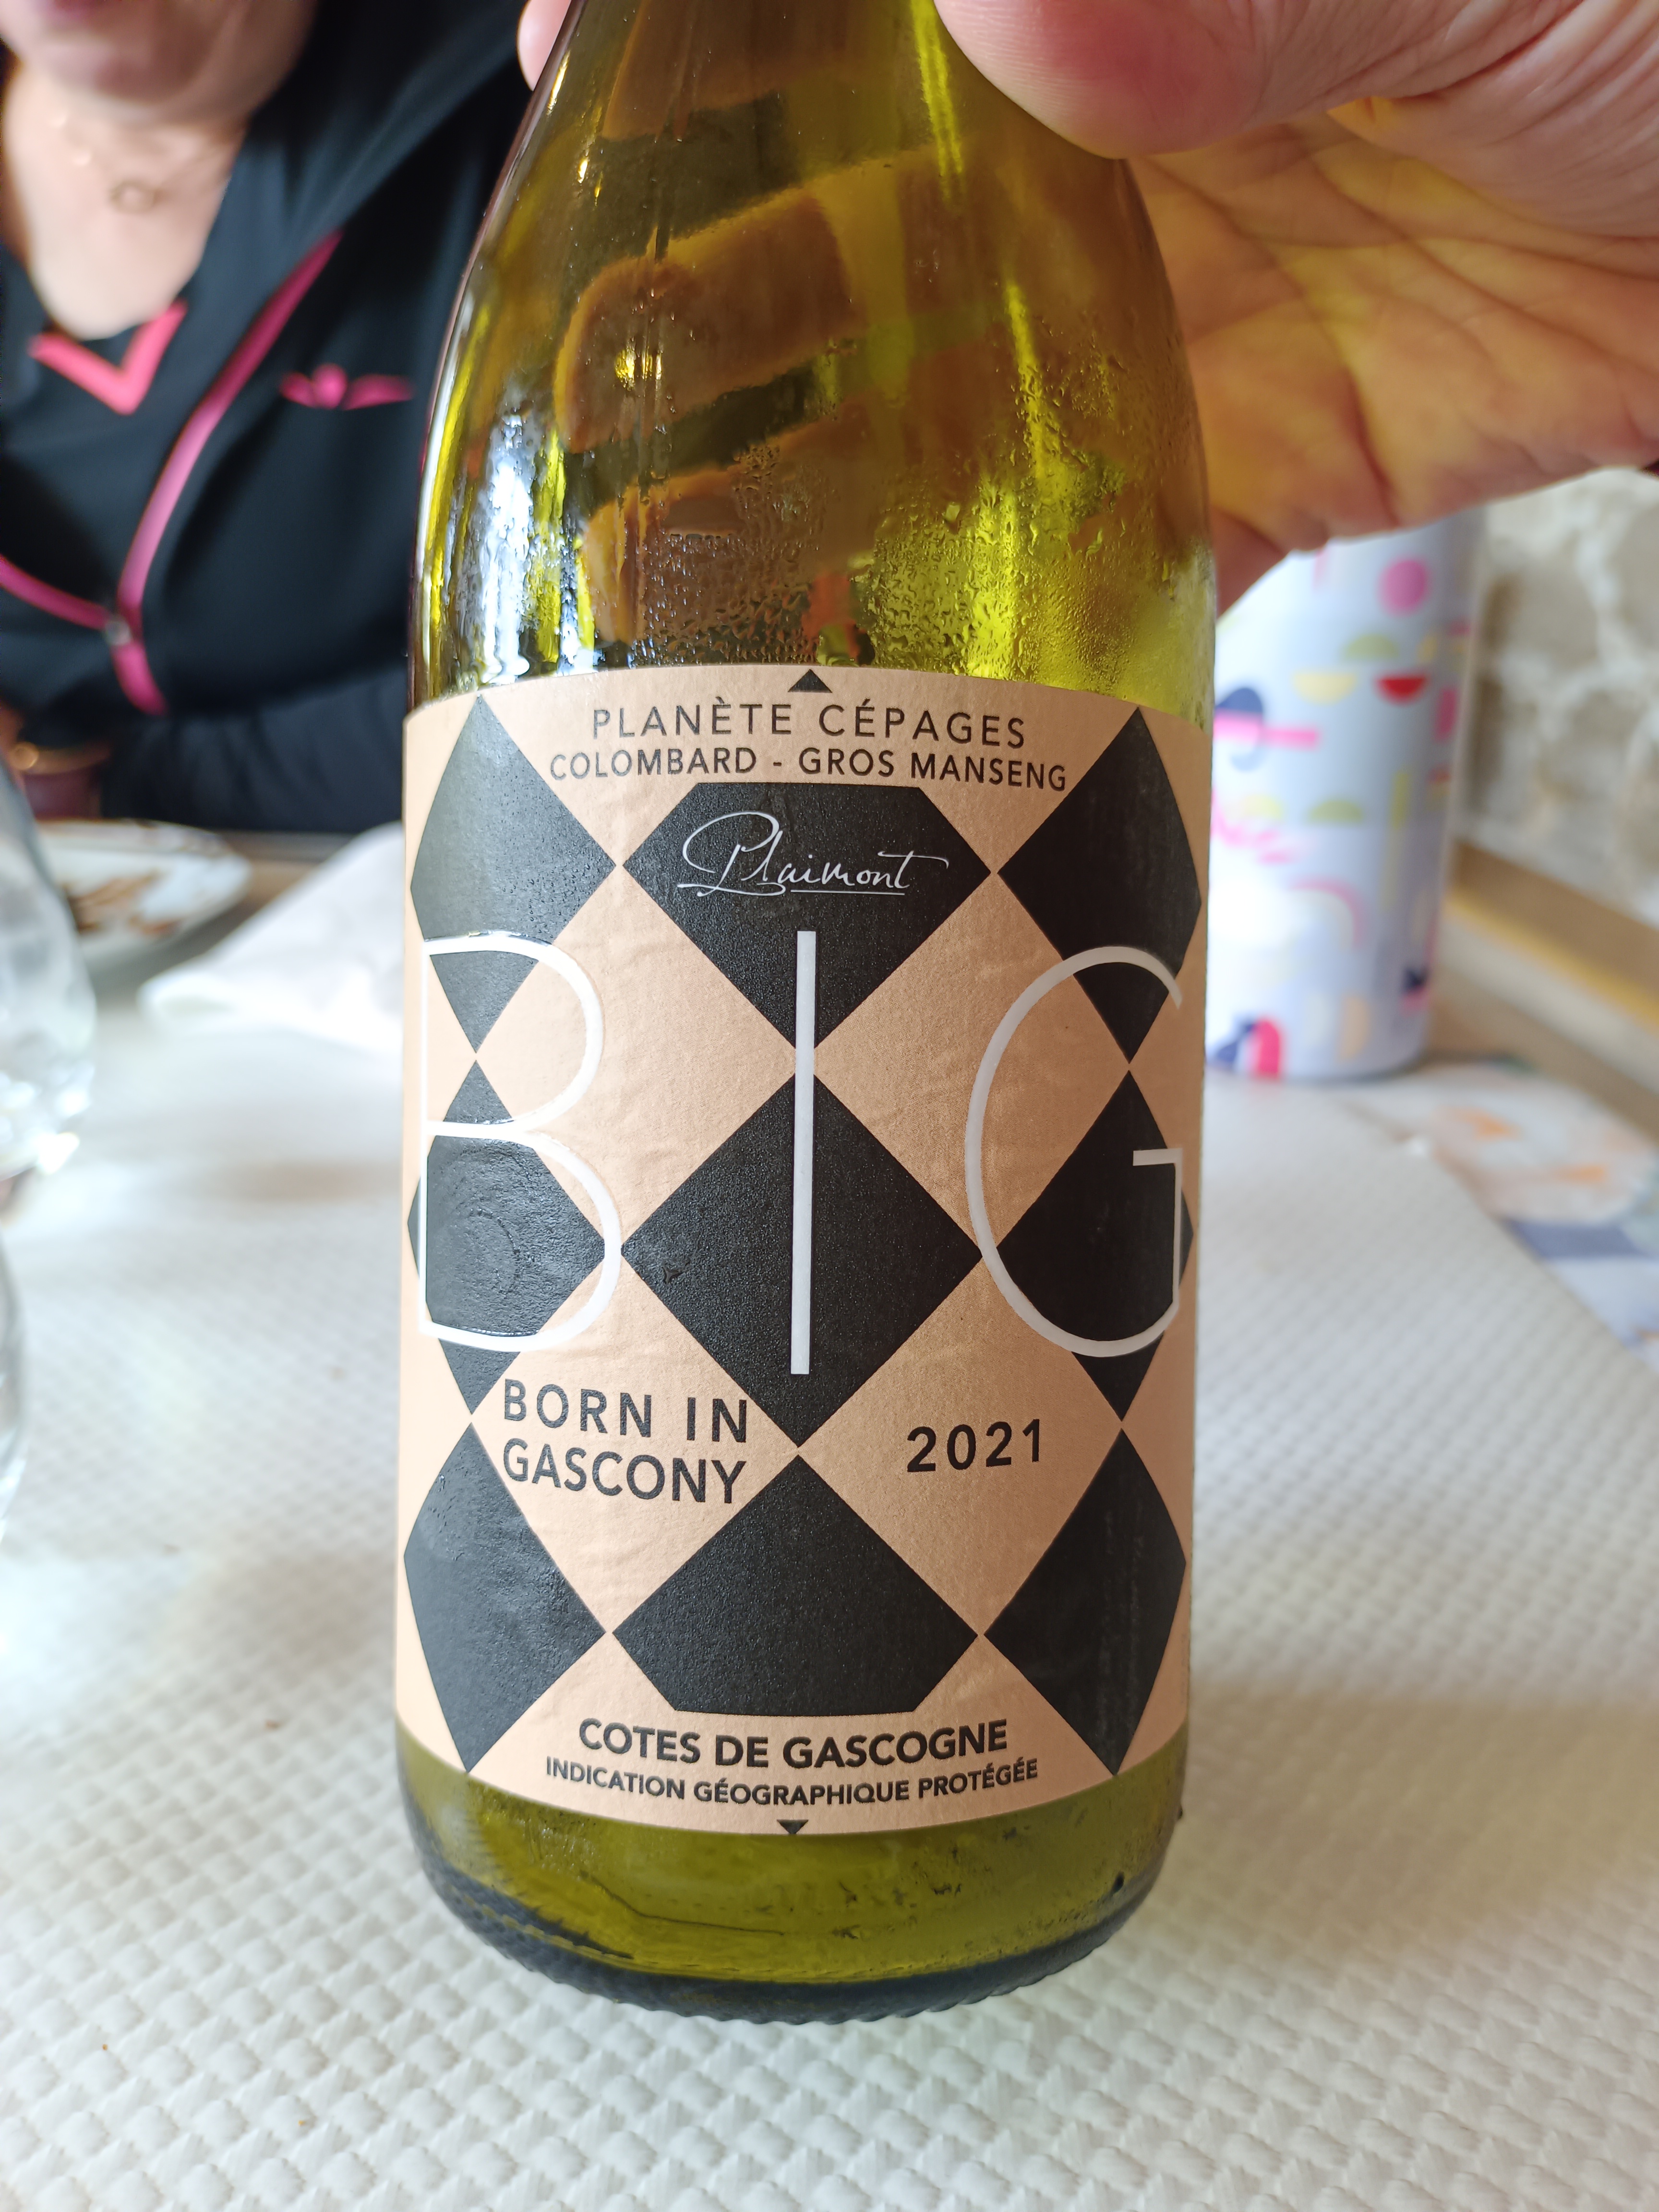 PLANÈTE CÉPAGES
COLOMBARD - GROS MANSENG
Plaimont
BIG
BORN IN
GASCONY
2021
COTES DE GASCOGNE
INDICATION GÉOGRAPHIQUE PROTÉGÉE